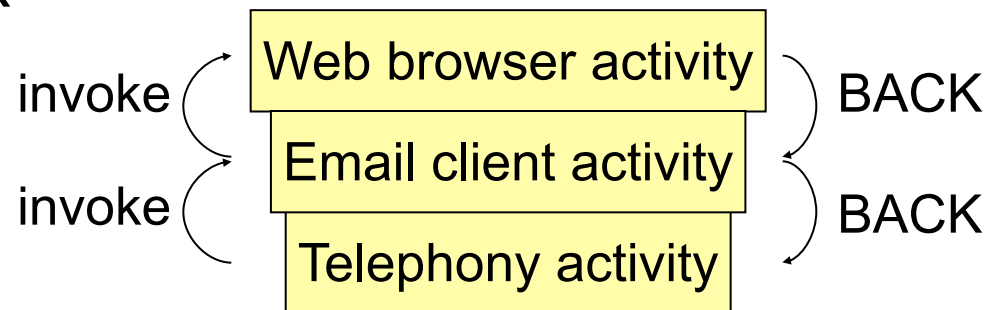 Web browser activity
invoke
BACK
Email client activity
invoke
BACK
Telephony activity